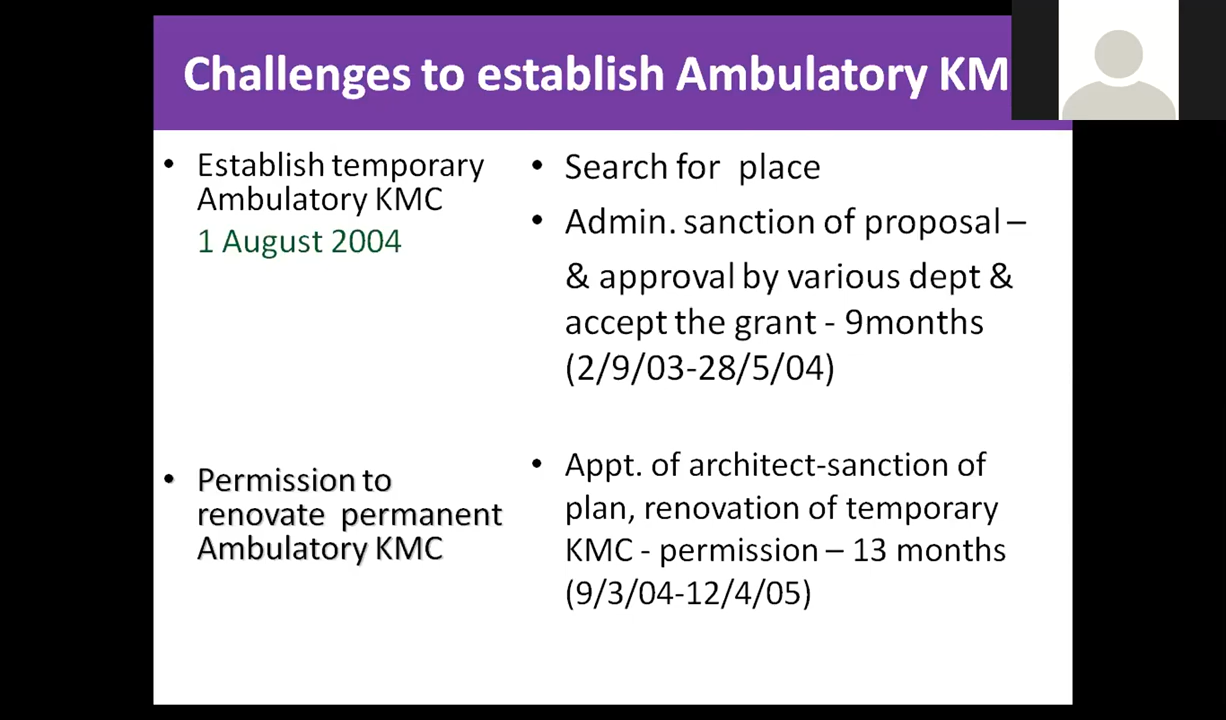 Challenges to establish Ambulatory KM
• Establish temporary
Ambulatory KMC
1 August 2004
• Permission to
renovate permanent
Ambulatory KMC
• Search for place
• Admin. sanction of proposal –
& approval by various dept &
accept the grant - 9months
(2/9/03-28/5/04)
• Appt. of architect-sanction of
plan, renovation of temporary
KMC - permission – 13 months
(9/3/04-12/4/05)